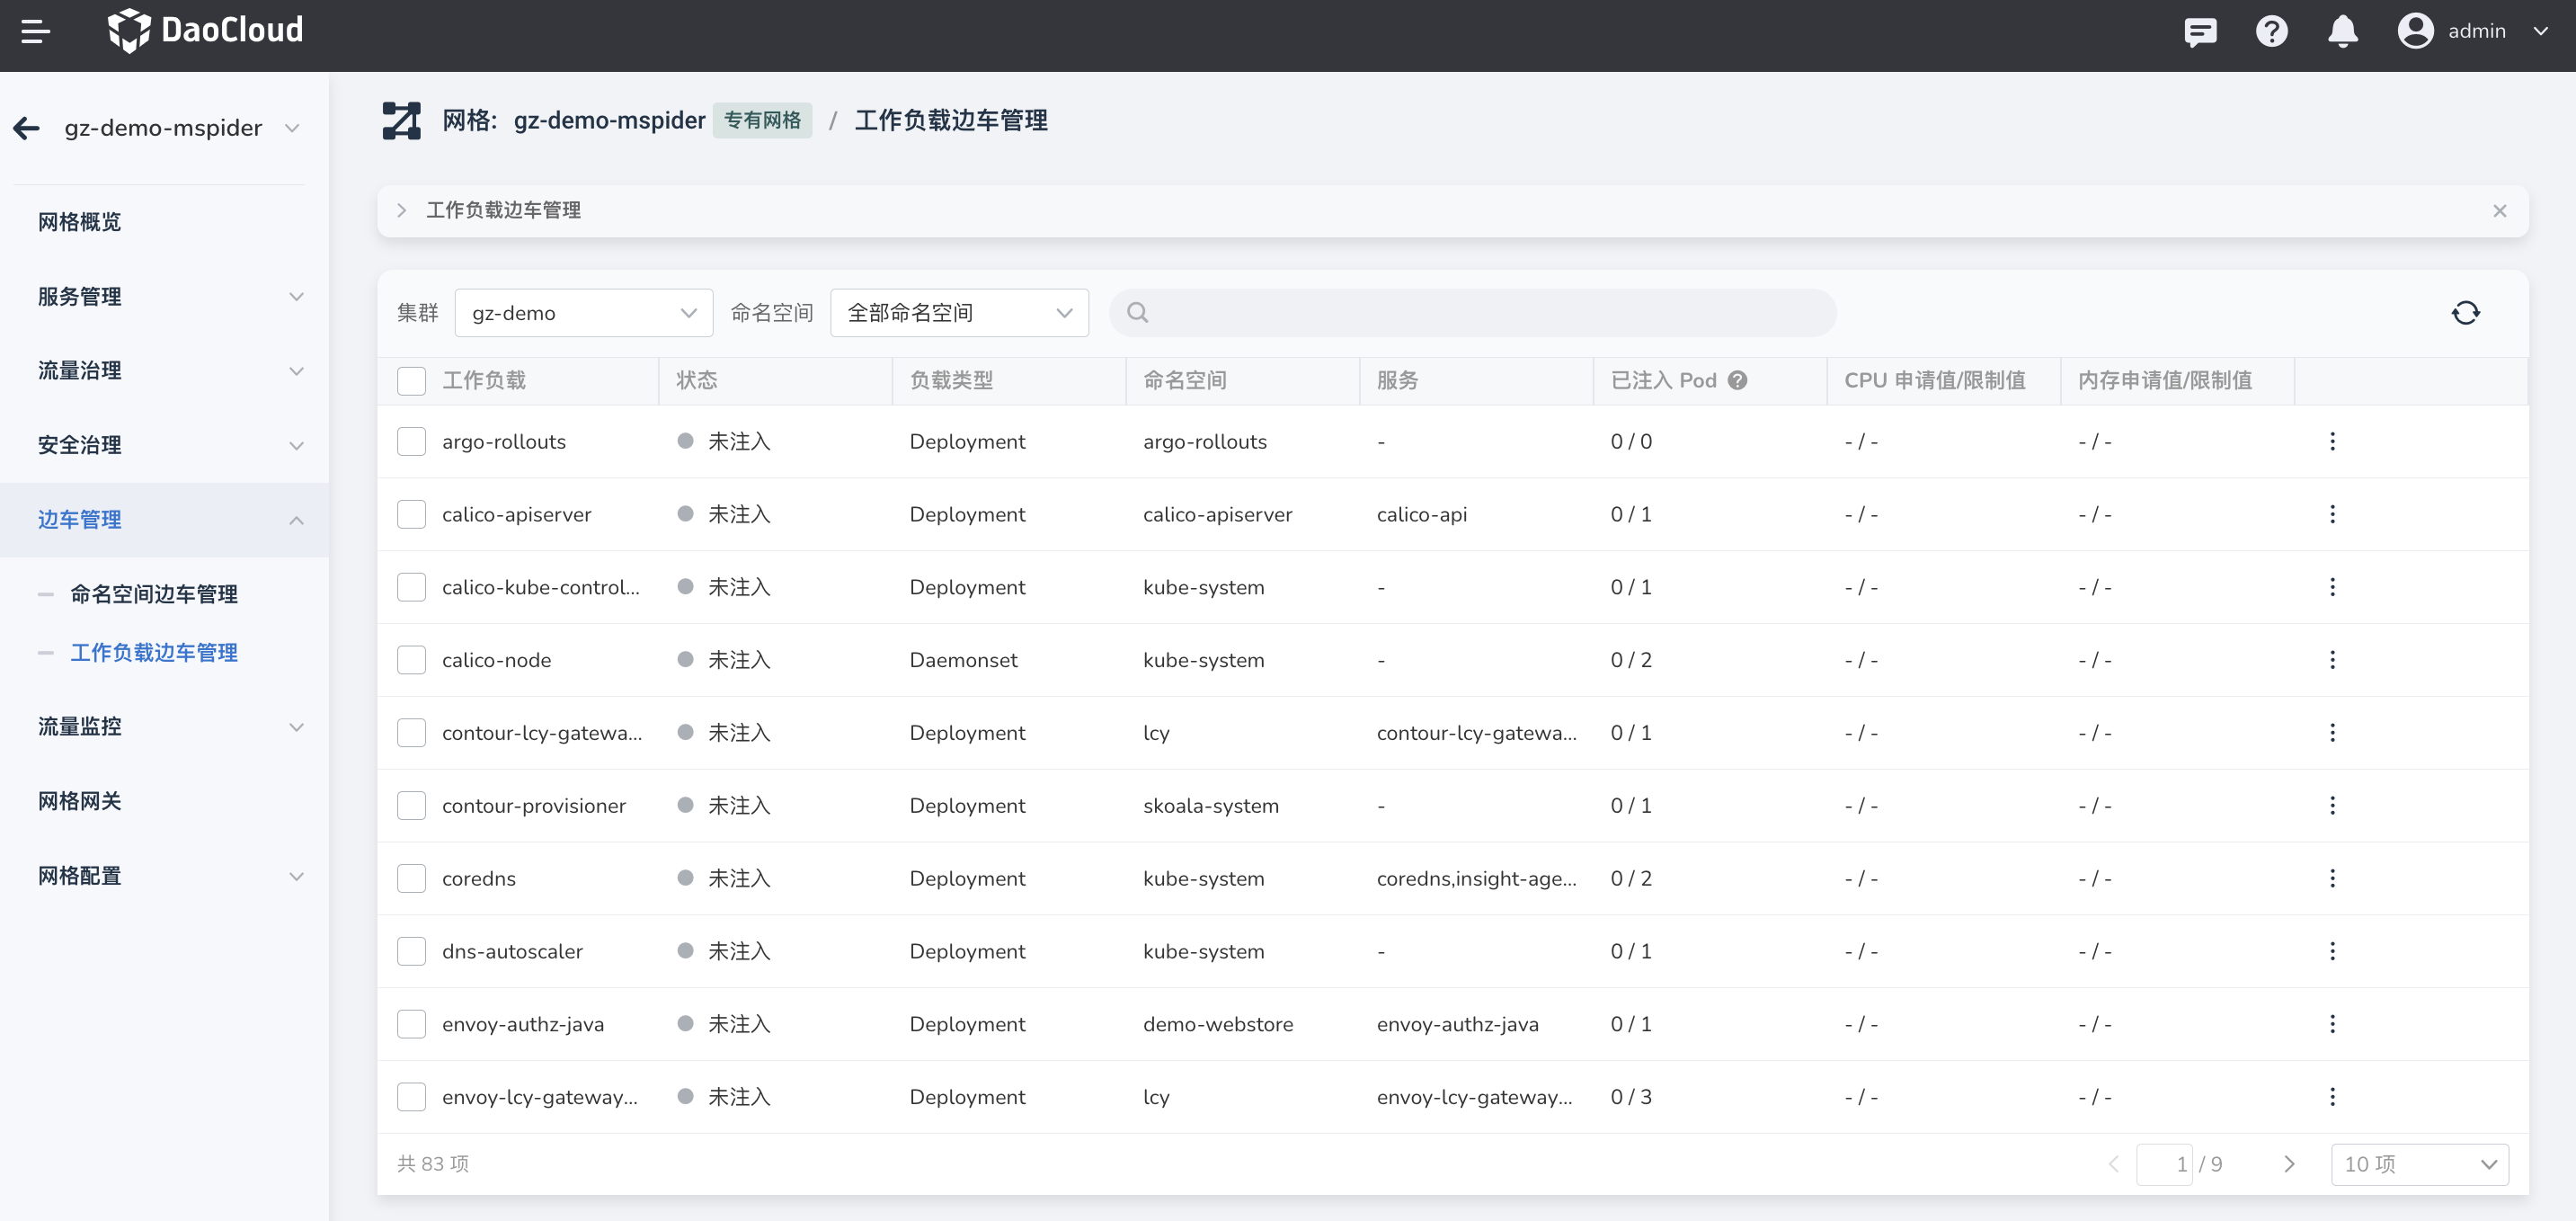 DaoCloud
admin
gz-demo-mspider
网格概览
服务管理
流量治理
安全治理
边车管理
命名空间边车管理
工作负载边车管理
流量监控
网格网关
网格配置
网格: gz-demo-mspider 专有网格 / 工作负载边车管理
工作负载边车管理
集群 gz-demo 命名空间 全部命名空间
工作负载 状态 负载类型 命名空间 服务 已注入 Pod CPU 申请值/限制值 内存申请值/限制值
argo-rollouts 未注入 Deployment argo-rollouts - 0 / 0 - / - - / -
calico-apiserver 未注入 Deployment calico-apiserver calico-api 0 / 1 - / - - / -
calico-kube-control... 未注入 Deployment kube-system - 0 / 1 - / - - / -
calico-node 未注入 Daemonset kube-system - 0 / 2 - / - - / -
contour-lcy-gatewa... 未注入 Deployment lcy contour-lcy-gatewa... 0 / 1 - / - - / -
contour-provisioner 未注入 Deployment skoala-system - 0 / 1 - / - - / -
coredns 未注入 Deployment kube-system coredns,insight-age... 0 / 2 - / - - / -
dns-autoscaler 未注入 Deployment kube-system - 0 / 1 - / - - / -
envoy-authz-java 未注入 Deployment demo-webstore envoy-authz-java 0 / 1 - / - - / -
envoy-lcy-gateway... 未注入 Deployment lcy envoy-lcy-gateway... 0 / 3 - / - - / -
共 83 项 1 / 9 10 项